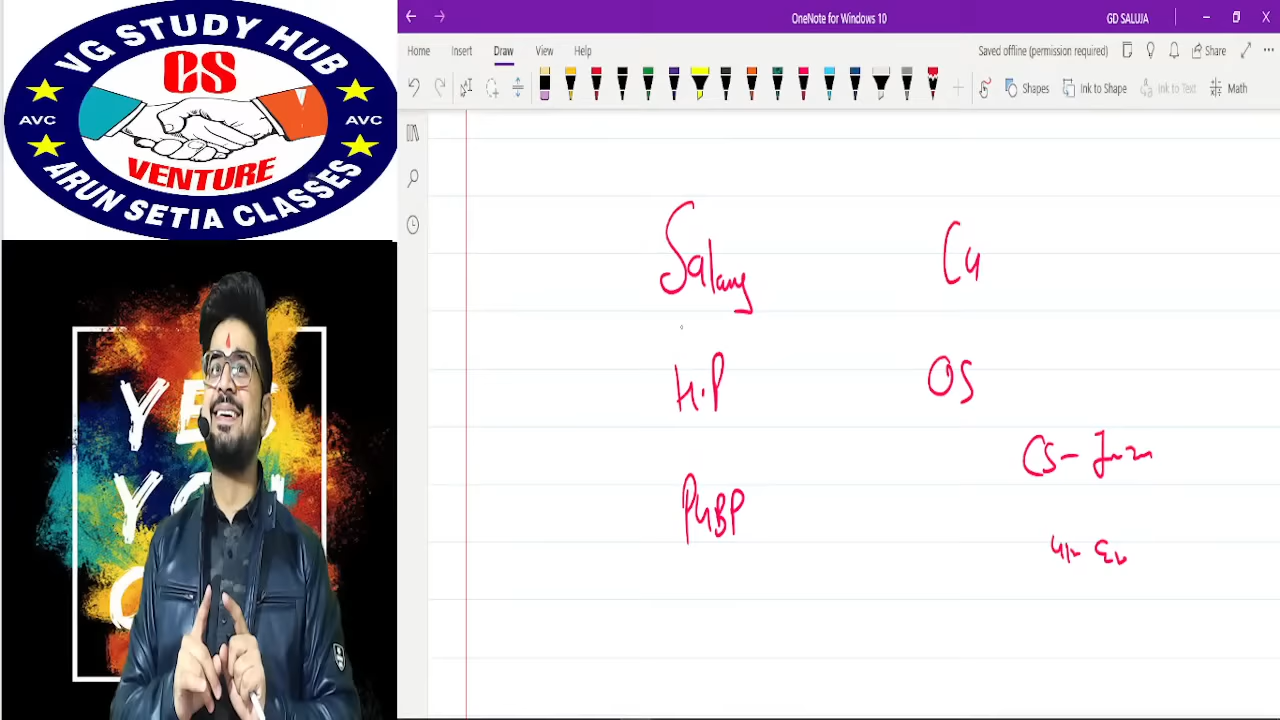 VG STUDY HUB
CS
AVC
AVC
VENTURE
ARUN SETIA CLASSES
YES
YO
OneNote for Windows 10
GD SALUJA
Home Insert Draw View Help
Saved offline (permission required)
Share
Shapes
Ink to Shape
Ink to Text
Math
Salary
H.P
PGBP
CG
OS
CS-